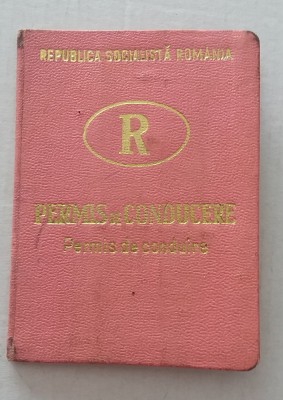 REPUBLICA SOCIALISTĂ ROMÂNIA
R
PERMIS DE CONDUCERE
Permis de conduire